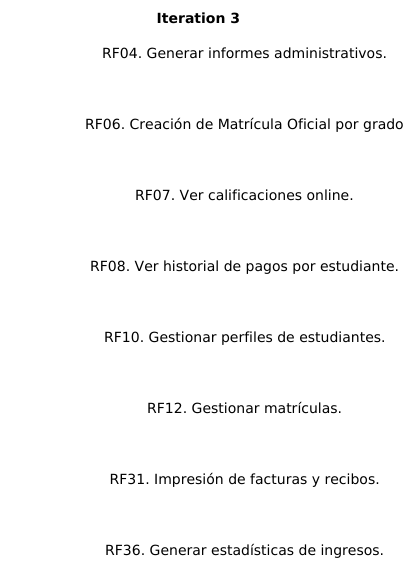 Iteration 3
RF04. Generar informes administrativos.
RF06. Creación de Matrícula Oficial por grado
RF07. Ver calificaciones online.
RF08. Ver historial de pagos por estudiante.
RF10. Gestionar perfiles de estudiantes.
RF12. Gestionar matrículas.
RF31. Impresión de facturas y recibos.
RF36. Generar estadísticas de ingresos.